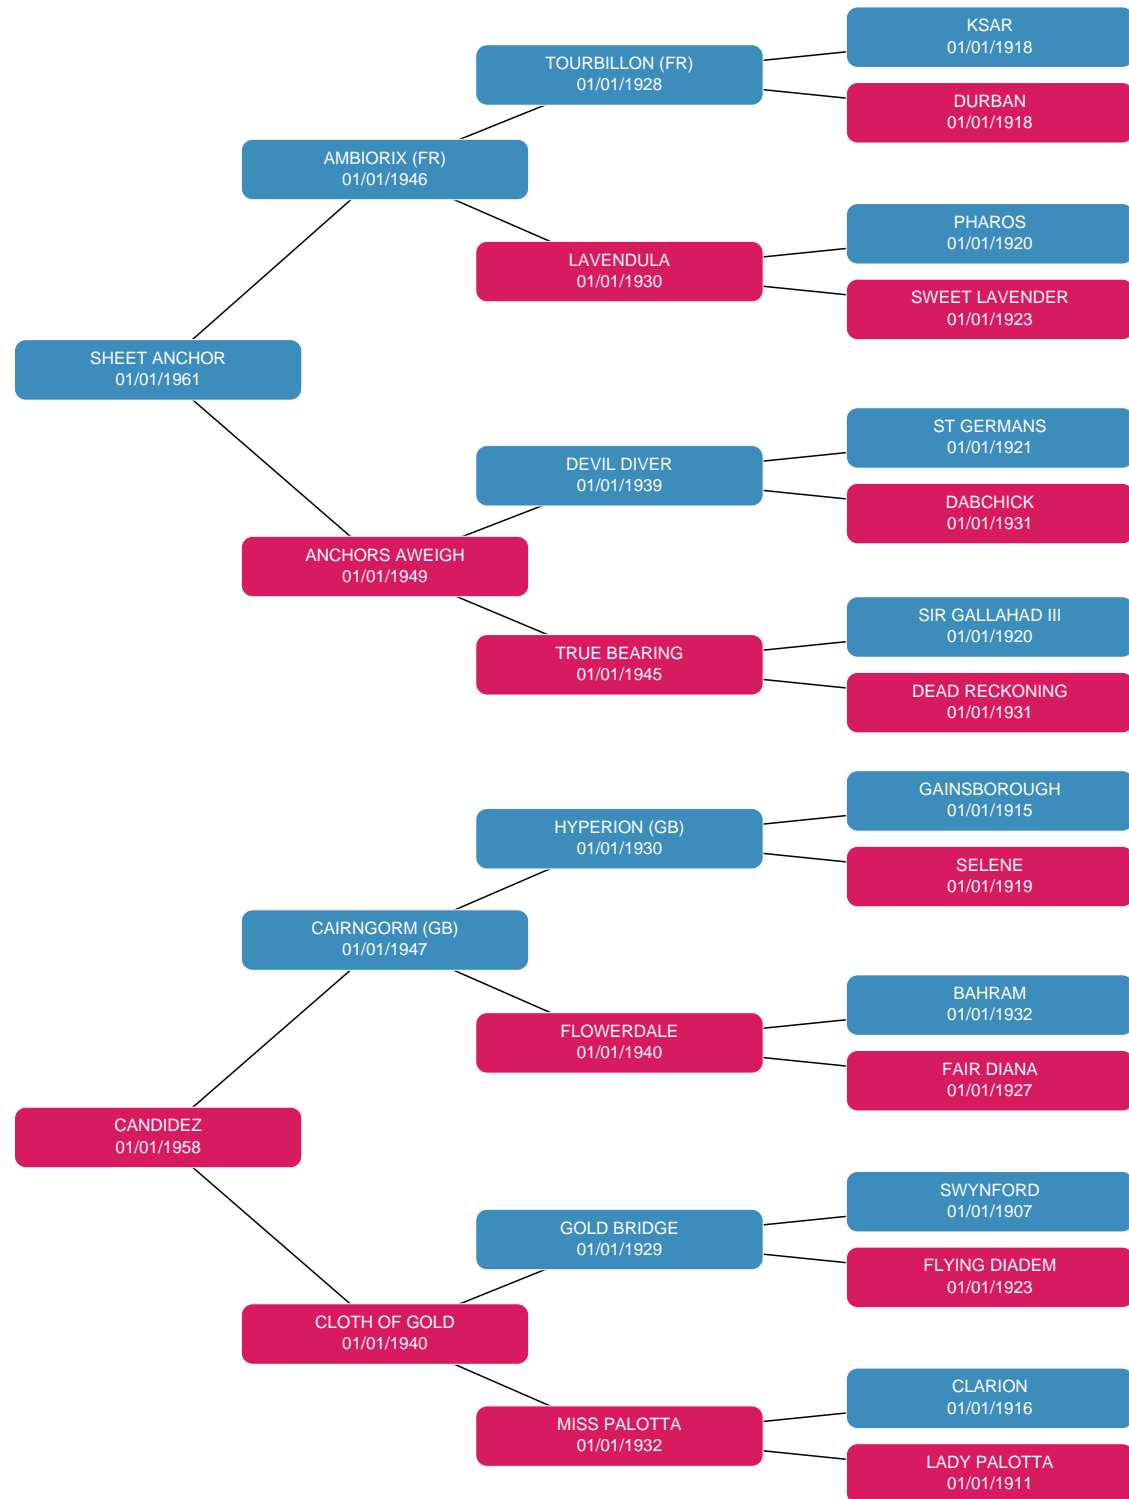 KSAR
01/01/1918
TOURBILLON (FR)
01/01/1928
DURBAN
01/01/1918
AMBIORIX (FR)
01/01/1946
PHAROS
01/01/1920
LAVENDULA
01/01/1930
SWEET LAVENDER
01/01/1923
SHEET ANCHOR
01/01/1961
ST GERMANS
01/01/1921
DEVIL DIVER
01/01/1939
DABCHICK
01/01/1931
ANCHORS AWEIGH
01/01/1949
SIR GALLAHAD III
01/01/1920
TRUE BEARING
01/01/1945
DEAD RECKONING
01/01/1931
GAINSBOROUGH
01/01/1915
HYPERION (GB)
01/01/1930
SELENE
01/01/1919
CAIRNGORM (GB)
01/01/1947
BAHRAM
01/01/1932
FLOWERDALE
01/01/1940
FAIR DIANA
01/01/1927
CANDIDEZ
01/01/1958
SWYNFORD
01/01/1907
GOLD BRIDGE
01/01/1929
FLYING DIADEM
01/01/1923
CLOTH OF GOLD
01/01/1940
CLARION
01/01/1916
MISS PALOTTA
01/01/1932
LADY PALOTTA
01/01/1911